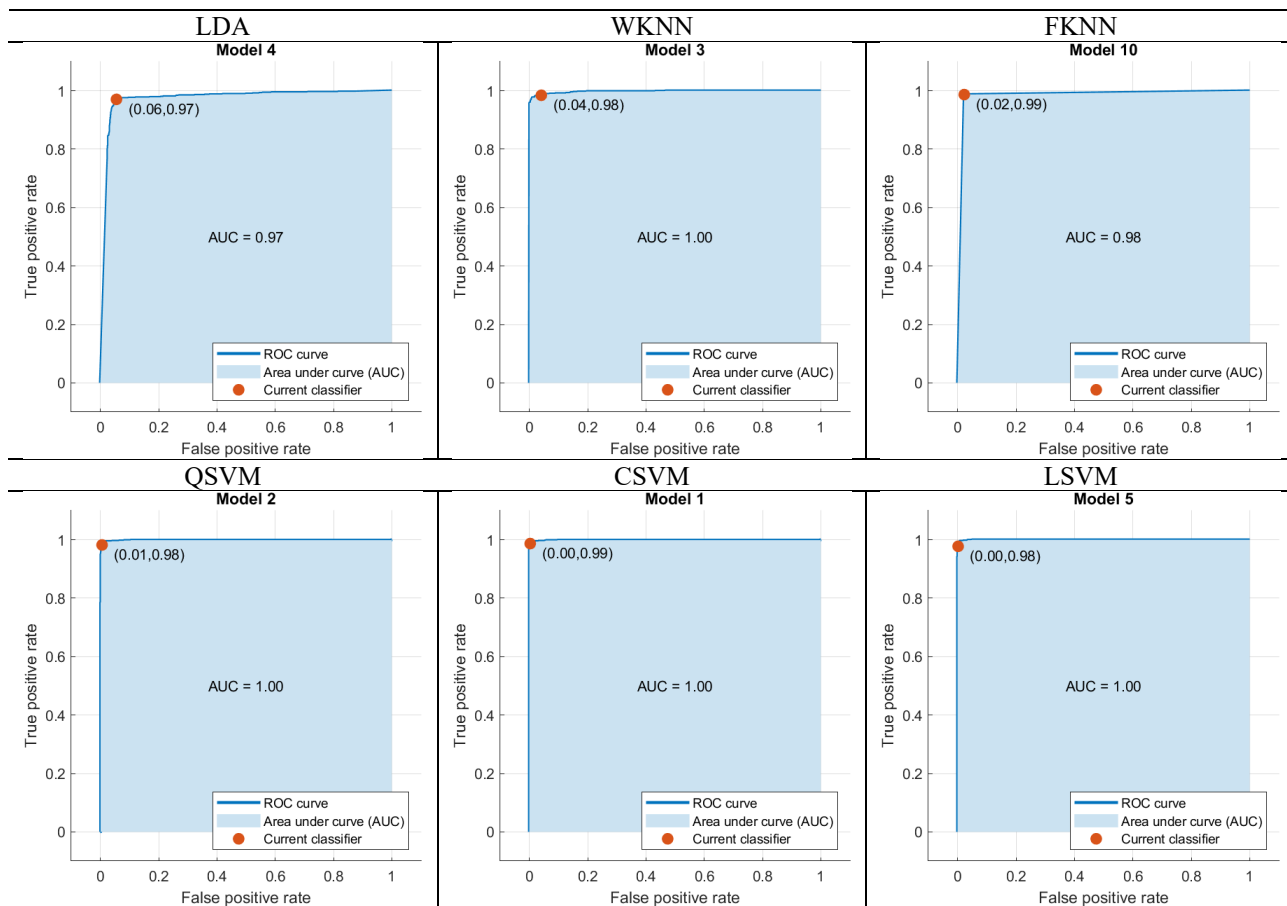 LDA
WKNN
FKNN
Model 4
Model 3
Model 10
True positive rate
1
0.8
0.6
0.4
0.2
0
(0.06,0.97)
AUC = 0.97
ROC curve
Area under curve (AUC)
Current classifier
0 0.2 0.4 0.6 0.8 1
False positive rate
True positive rate
1
0.8
0.6
0.4
0.2
0
(0.04,0.98)
AUC = 1.00
ROC curve
Area under curve (AUC)
Current classifier
0 0.2 0.4 0.6 0.8 1
False positive rate
True positive rate
1
0.8
0.6
0.4
0.2
0
(0.02,0.99)
AUC = 0.98
ROC curve
Area under curve (AUC)
Current classifier
0 0.2 0.4 0.6 0.8 1
False positive rate
QSVM
CSVM
LSVM
Model 2
Model 1
Model 5
True positive rate
1
0.8
0.6
0.4
0.2
0
(0.01,0.98)
AUC = 1.00
ROC curve
Area under curve (AUC)
Current classifier
0 0.2 0.4 0.6 0.8 1
False positive rate
True positive rate
1
0.8
0.6
0.4
0.2
0
(0.00,0.99)
AUC = 1.00
ROC curve
Area under curve (AUC)
Current classifier
0 0.2 0.4 0.6 0.8 1
False positive rate
True positive rate
1
0.8
0.6
0.4
0.2
0
(0.00,0.98)
AUC = 1.00
ROC curve
Area under curve (AUC)
Current classifier
0 0.2 0.4 0.6 0.8 1
False positive rate